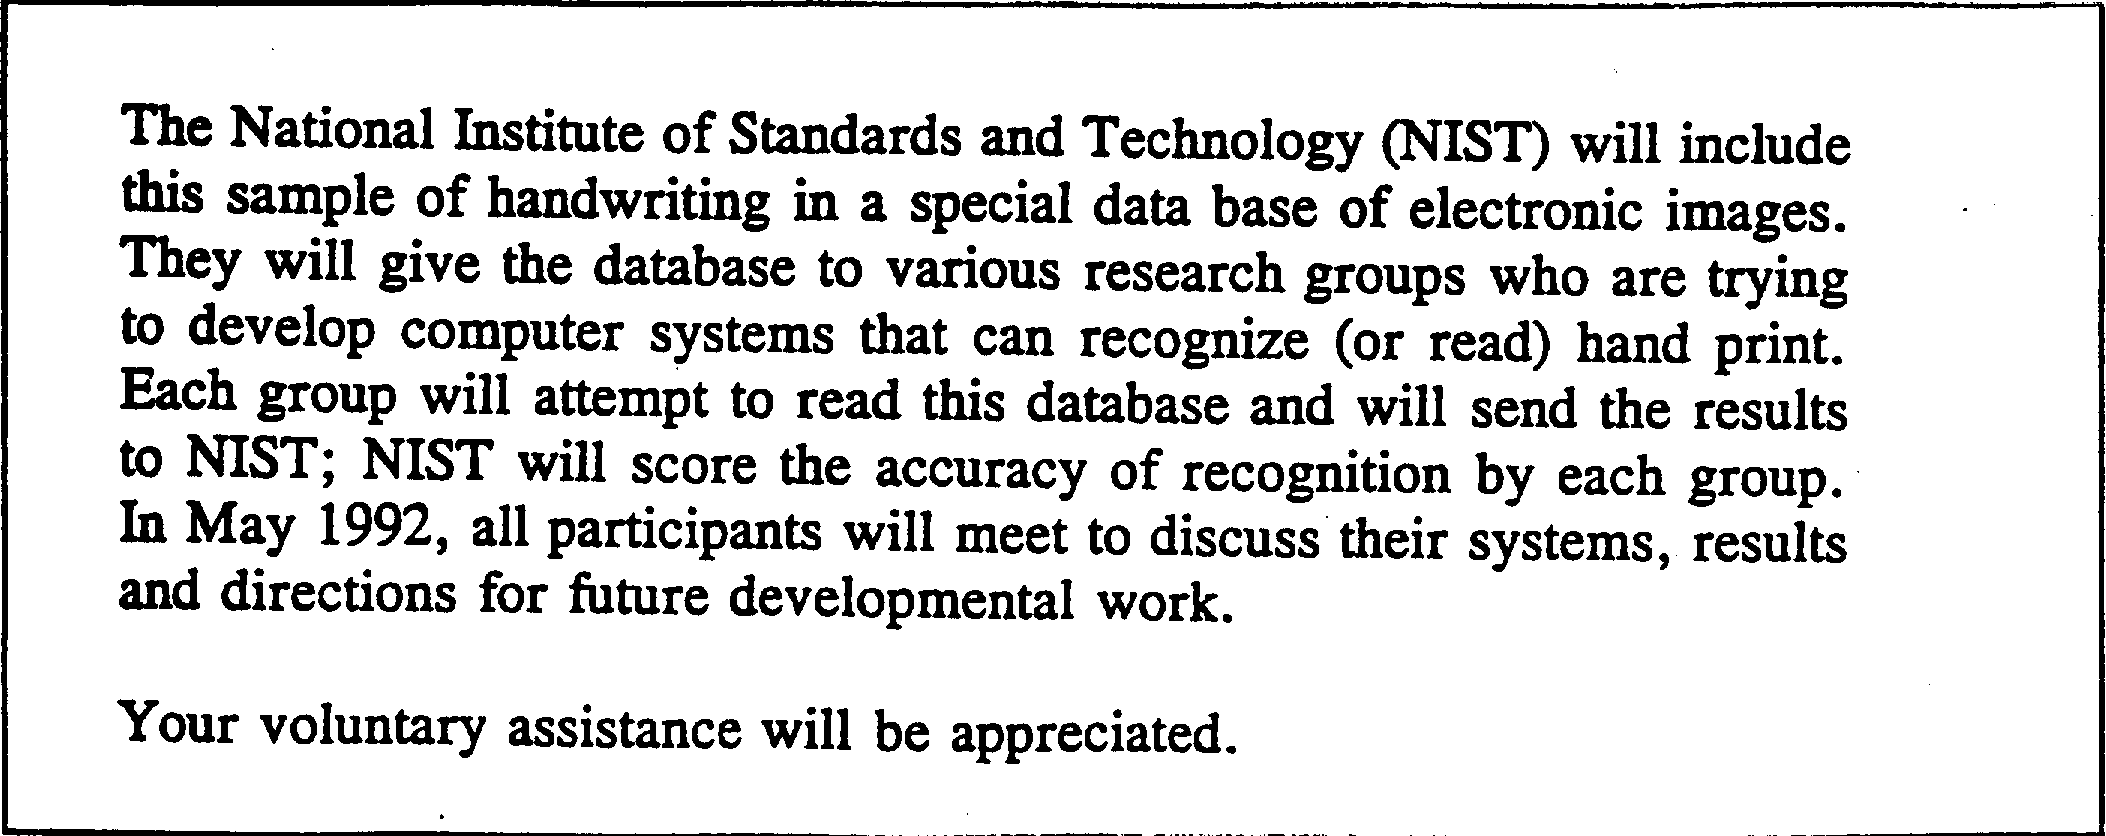 The National Institute of Standards and Technology (NIST) will include
this sample of handwriting in a special data base of electronic images.
They will give the database to various research groups who are trying
to develop computer systems that can recognize (or read) hand print.
Each group will attempt to read this database and will send the results
to NIST; NIST will score the accuracy of recognition by each group.
In May 1992, all participants will meet to discuss their systems, results
and directions for future developmental work.
Your voluntary assistance will be appreciated.